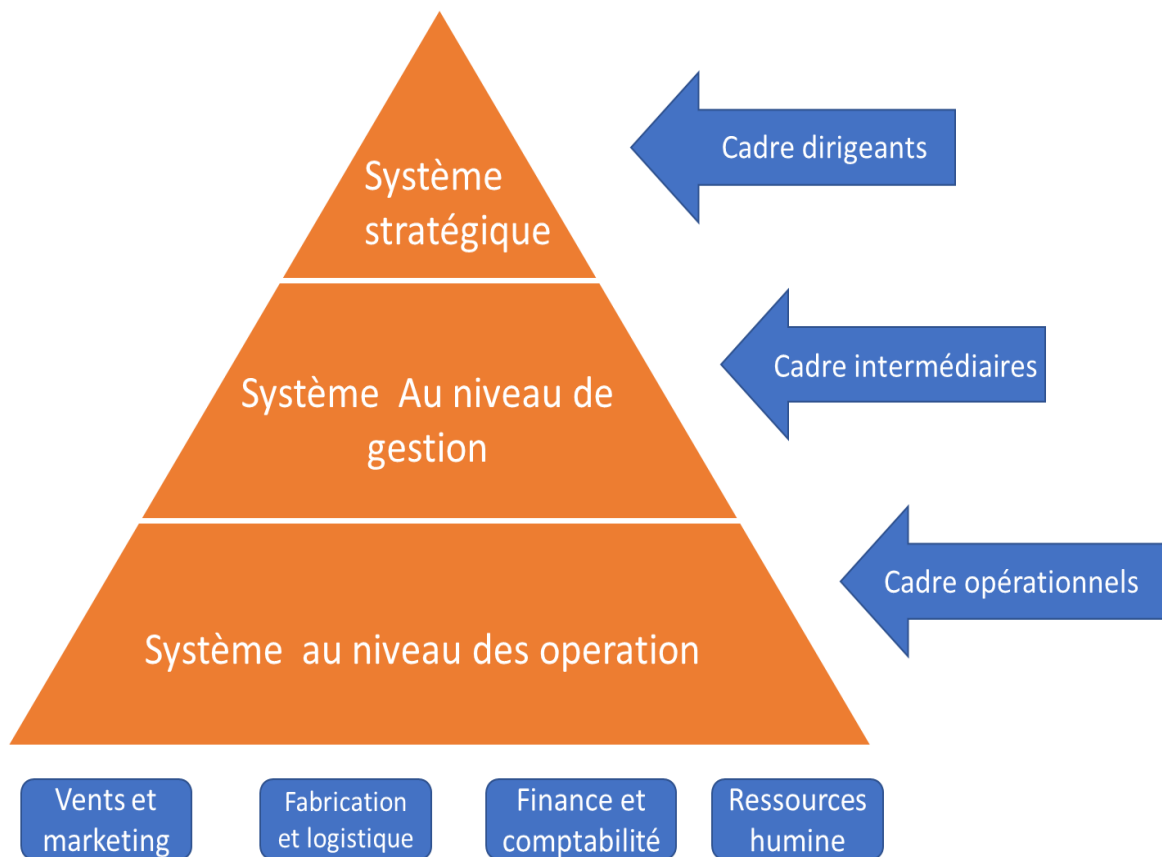 Système
stratégique
Cadre dirigeants
Système  Au niveau de
gestion
Cadre intermédiaires
Système  au niveau des operation
Cadre opérationnels
Vents et
marketing
Fabrication
et logistique
Finance et
comptabilité
Ressources
humine